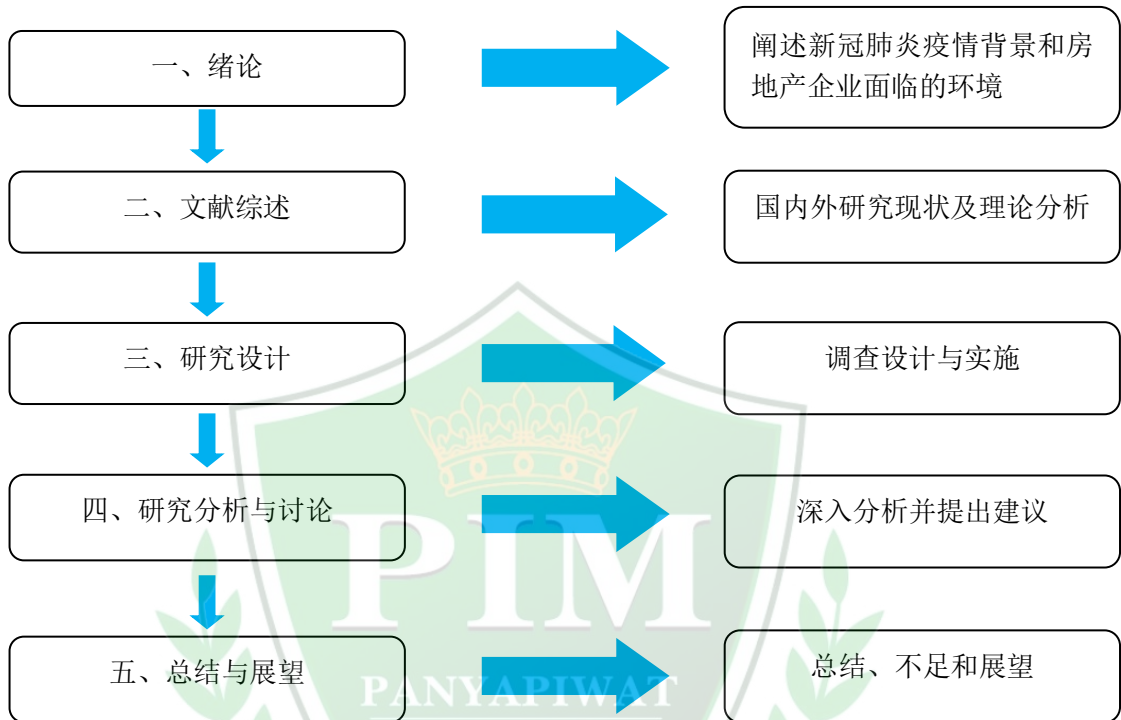 一、绪论
阐述新冠肺炎疫情背景和房
地产企业面临的环境
二、文献综述
国内外研究现状及理论分析
三、研究设计
调查设计与实施
四、研究分析与讨论
深入分析并提出建议
五、总结与展望
总结、不足和展望
PIM
PANYAPIWAT